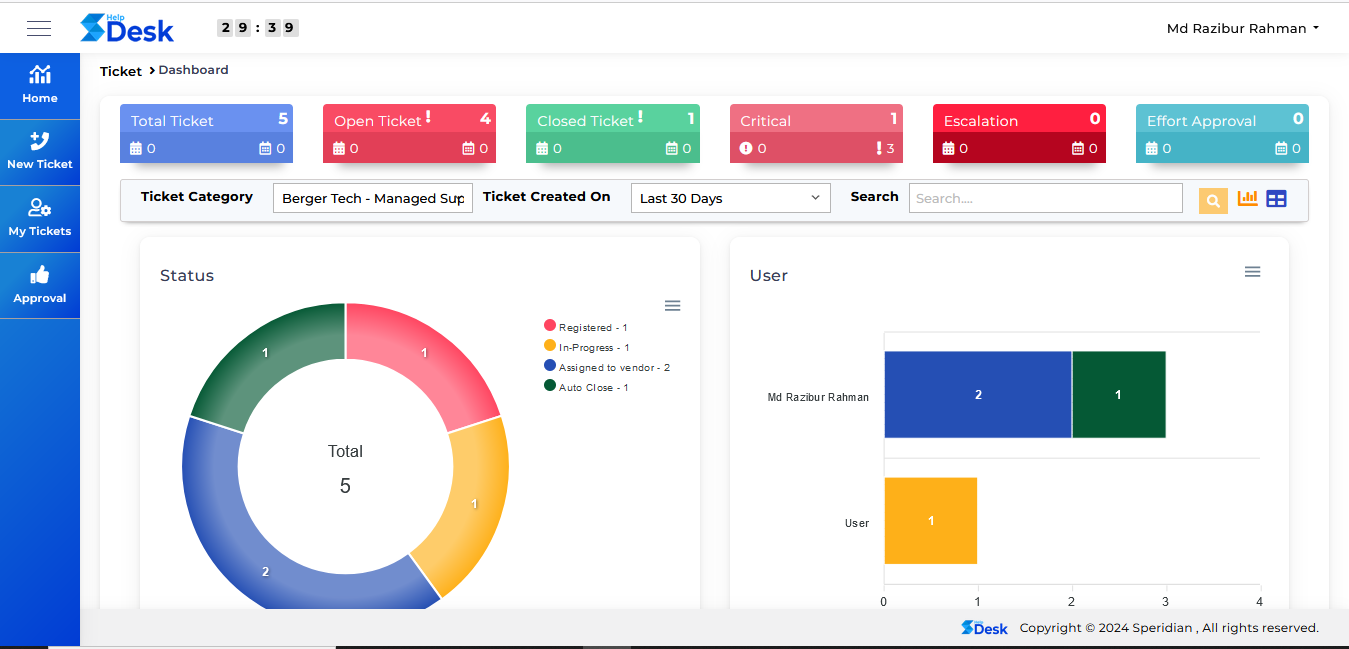 Help
Desk
29:39
Md Razibur Rahman
Ticket Dashboard
Home
New Ticket
My Tickets
Approval
Total Ticket 5
0 0
Open Ticket ! 4
0 0
Closed Ticket ! 1
0 0
Critical 1
0 3
Escalation 0
0 0
Effort Approval 0
0 0
Ticket Category
Berger Tech - Managed Sup
Ticket Created On
Last 30 Days
Search
Search....
Status
1
1
1
2
Total
5
Registered - 1
In-Progress - 1
Assigned to vendor - 2
Auto Close - 1
User
Md Razibur Rahman
2 1
User
1
0 1 2 3 4
Help
Desk
Copyright © 2024 Speridian , All rights reserved.